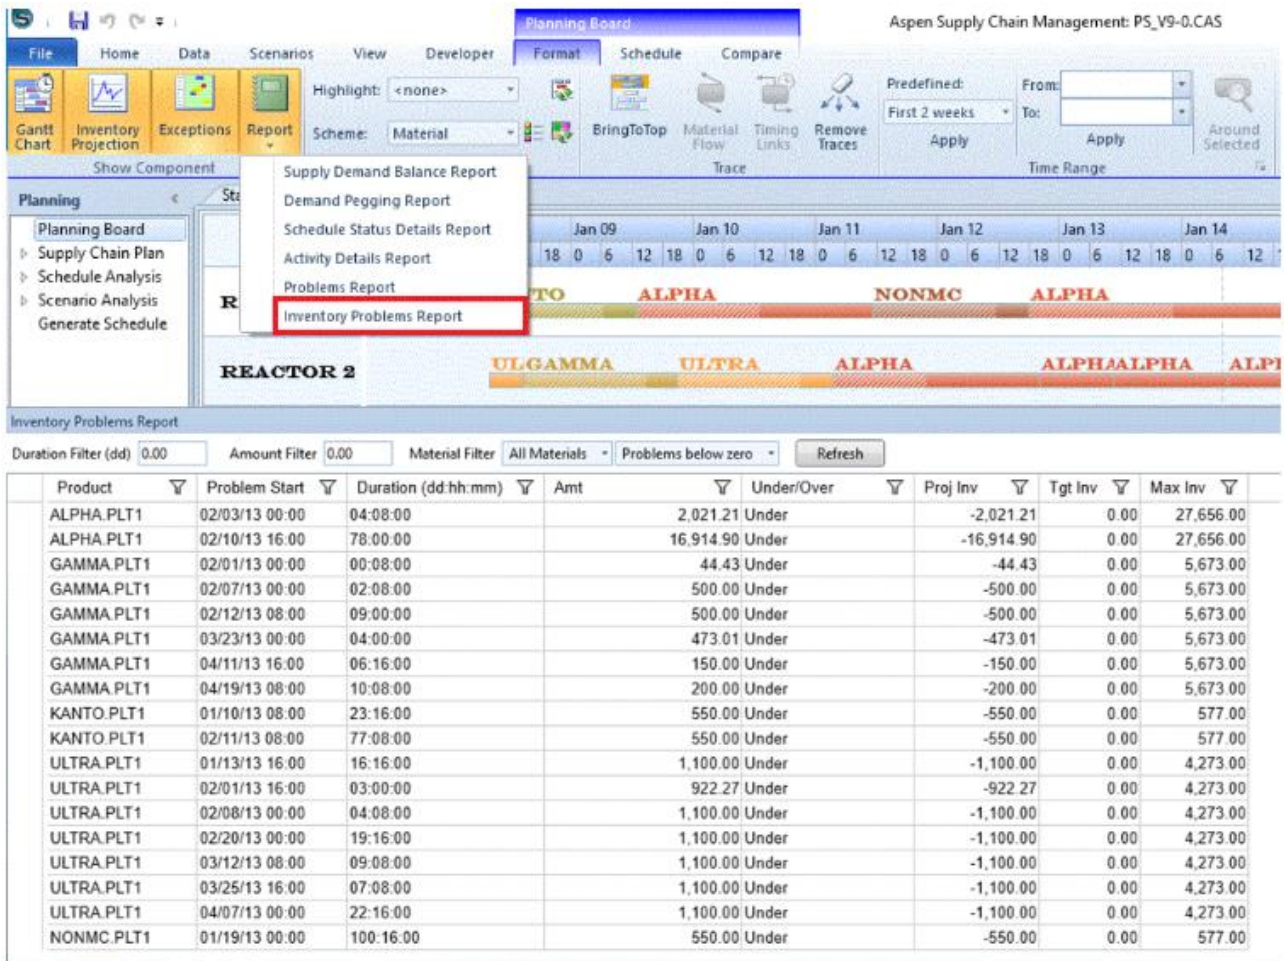 Planning Board
Aspen Supply Chain Management: PS_V9-0.CAS
File Home Data Scenarios View Developer Format Schedule Compare
Highlight: <none>
Predefined: From:
First 2 weeks To:
Gantt Chart Inventory Projection Exceptions Report
Scheme: Material
BringToTop Material Flow Timing Links Remove Traces
Apply Apply Around Selected
Show Component Trace Time Range
Supply Demand Balance Report
Demand Pegging Report
Schedule Status Details Report
Activity Details Report
Problems Report
Inventory Problems Report
Planning < Sta
Planning Board
Supply Chain Plan
Schedule Analysis
Scenario Analysis
Generate Schedule
Jan 09 Jan 10 Jan 11 Jan 12 Jan 13 Jan 14
18 0 6 12 18 0 6 12 18 0 6 12 18 0 6 12 18 0 6 12 18 0 6 12
R TO ALPHA NONMC ALPHA
REACTOR 2 ULGAMMA ULTRA ALPHA ALPHAALPHA ALPI
Inventory Problems Report
Duration Filter (dd) 0.00 Amount Filter 0.00 Material Filter All Materials Problems below zero Refresh
Product Problem Start Duration (dd:hh:mm) Amt Under/Over Proj Inv Tgt Inv Max Inv
ALPHA.PLT1 02/03/13 00:00 04:08:00 2,021.21 Under -2,021.21 0.00 27,656.00
ALPHA.PLT1 02/10/13 16:00 78:00:00 16,914.90 Under -16,914.90 0.00 27,656.00
GAMMA.PLT1 02/01/13 00:00 00:08:00 44.43 Under -44.43 0.00 5,673.00
GAMMA.PLT1 02/07/13 00:00 02:08:00 500.00 Under -500.00 0.00 5,673.00
GAMMA.PLT1 02/12/13 08:00 09:00:00 500.00 Under -500.00 0.00 5,673.00
GAMMA.PLT1 03/23/13 00:00 04:00:00 473.01 Under -473.01 0.00 5,673.00
GAMMA.PLT1 04/11/13 16:00 06:16:00 150.00 Under -150.00 0.00 5,673.00
GAMMA.PLT1 04/19/13 08:00 10:08:00 200.00 Under -200.00 0.00 5,673.00
KANTO.PLT1 01/10/13 08:00 23:16:00 550.00 Under -550.00 0.00 577.00
KANTO.PLT1 02/11/13 08:00 77:08:00 550.00 Under -550.00 0.00 577.00
ULTRA.PLT1 01/13/13 16:00 16:16:00 1,100.00 Under -1,100.00 0.00 4,273.00
ULTRA.PLT1 02/01/13 16:00 03:00:00 922.27 Under -922.27 0.00 4,273.00
ULTRA.PLT1 02/08/13 00:00 04:08:00 1,100.00 Under -1,100.00 0.00 4,273.00
ULTRA.PLT1 02/20/13 00:00 19:16:00 1,100.00 Under -1,100.00 0.00 4,273.00
ULTRA.PLT1 03/12/13 08:00 09:08:00 1,100.00 Under -1,100.00 0.00 4,273.00
ULTRA.PLT1 03/25/13 16:00 07:08:00 1,100.00 Under -1,100.00 0.00 4,273.00
ULTRA.PLT1 04/07/13 00:00 22:16:00 1,100.00 Under -1,100.00 0.00 4,273.00
NONMC.PLT1 01/19/13 00:00 100:16:00 550.00 Under -550.00 0.00 577.00